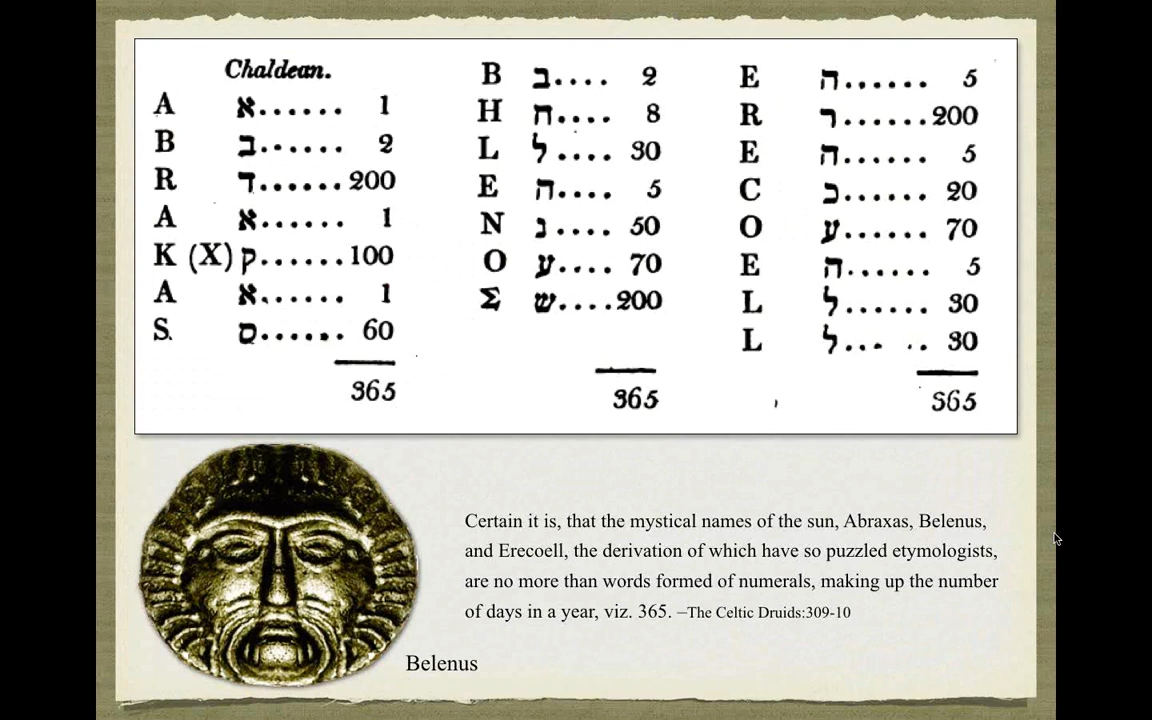 Chaldean.
A א...... 1
B ב...... 2
R ד......200
A א...... 1
K (X) ק......100
A א...... 1
S. ס...... 60
365
B ב.... 2
H ח.... 8
L ל.... 30
E ה.... 5
N נ.... 50
O ע.... 70
Σ ש....200
365
E ה...... 5
R ר......200
E ה...... 5
C כ...... 20
O ע...... 70
E ה...... 5
L ל...... 30
L ל... .. 30
365
Certain it is, that the mystical names of the sun, Abraxas, Belenus,
and Erecoell, the derivation of which have so puzzled etymologists,
are no more than words formed of numerals, making up the number
of days in a year, viz. 365. –The Celtic Druids:309-10
Belenus